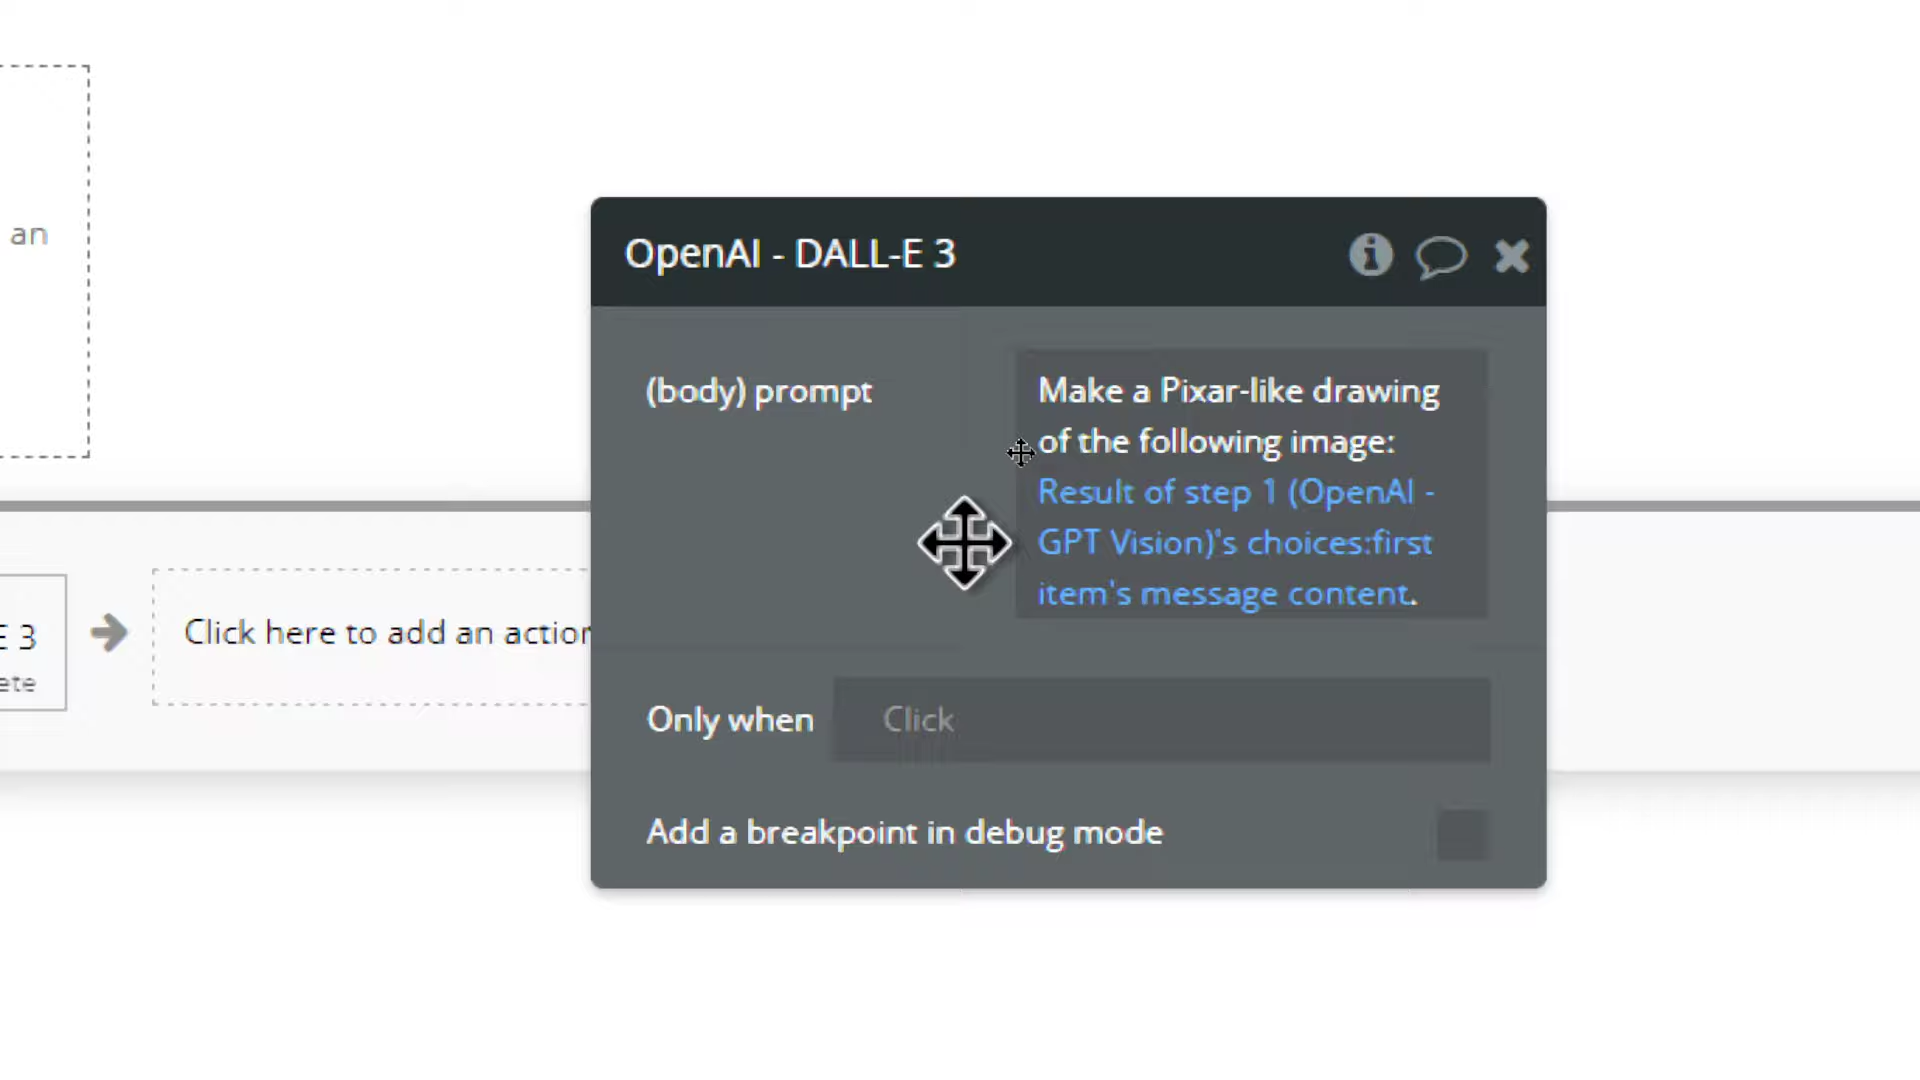 an
OpenAI - DALL-E 3
(body) prompt
Make a Pixar-like drawing
of the following image:
Result of step 1 (OpenAI -
GPT Vision)'s choices:first
item's message content.
E 3
ete
Click here to add an action
Only when
Click
Add a breakpoint in debug mode